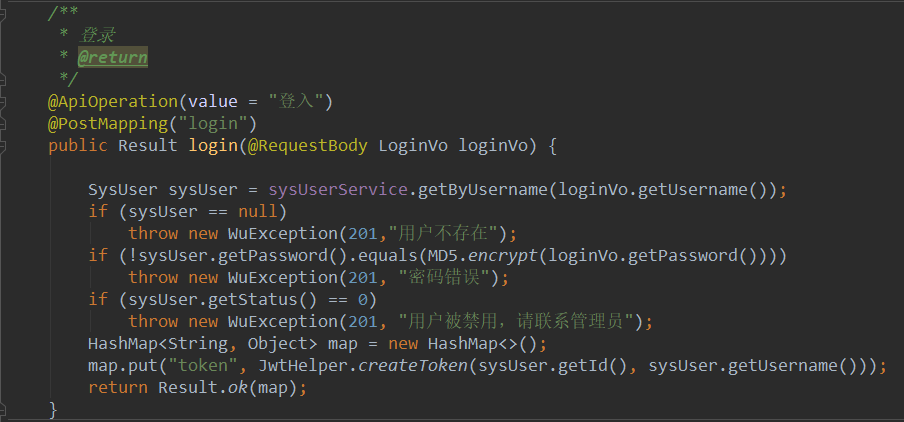 /**
 * 登录
 * @return
 */
@ApiOperation(value = "登入")
@PostMapping("login")
public Result login(@RequestBody LoginVo loginVo) {
    SysUser sysUser = sysUserService.getByUsername(loginVo.getUsername());
    if (sysUser == null)
        throw new WuException(201,"用户不存在");
    if (!sysUser.getPassword().equals(MD5.encrypt(loginVo.getPassword())))
        throw new WuException(201, "密码错误");
    if (sysUser.getStatus() == 0)
        throw new WuException(201, "用户被禁用，请联系管理员");
    HashMap<String, Object> map = new HashMap<>();
    map.put("token", JwtHelper.createToken(sysUser.getId(), sysUser.getUsername()));
    return Result.ok(map);
}